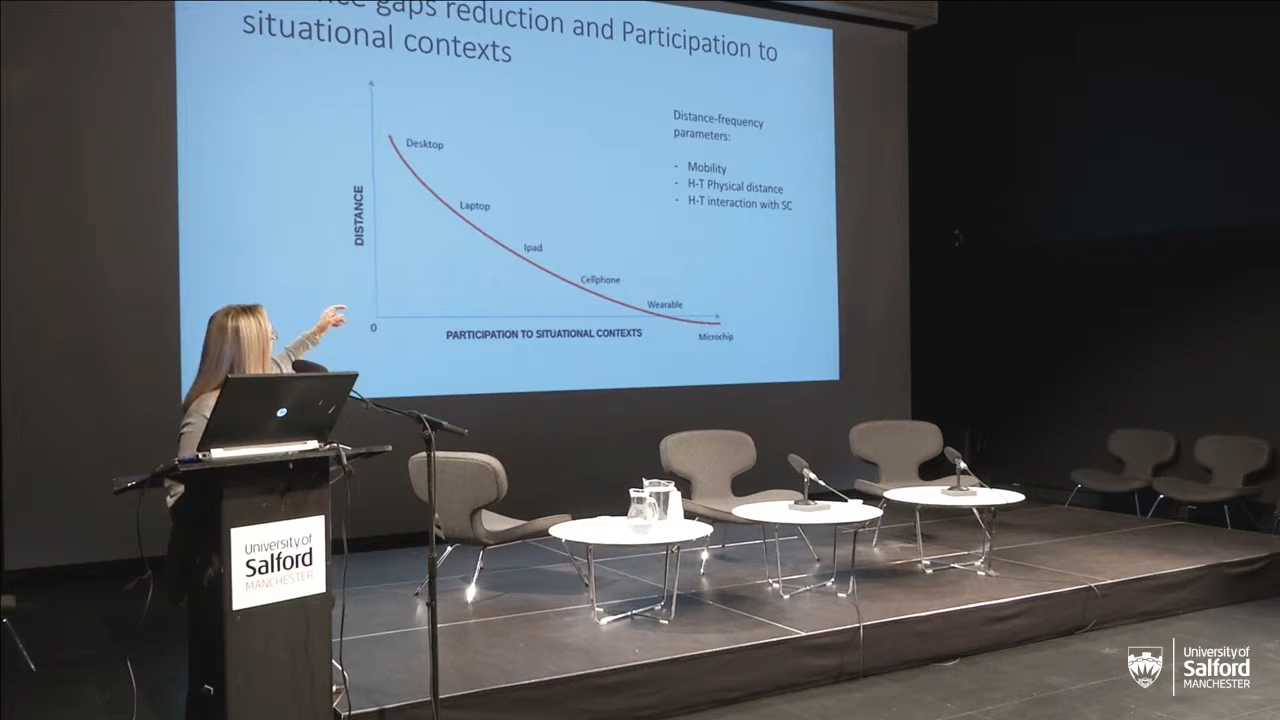 gaps reduction and Participation to
situational contexts
Distance-frequency
parameters:
- Mobility
- H-T Physical distance
- H-T interaction with SC
Desktop
Laptop
Ipad
Cellphone
Wearable
Microchip
DISTANCE
0
PARTICIPATION TO SITUATIONAL CONTEXTS
University of
Salford
MANCHESTER
University of
Salford
MANCHESTER